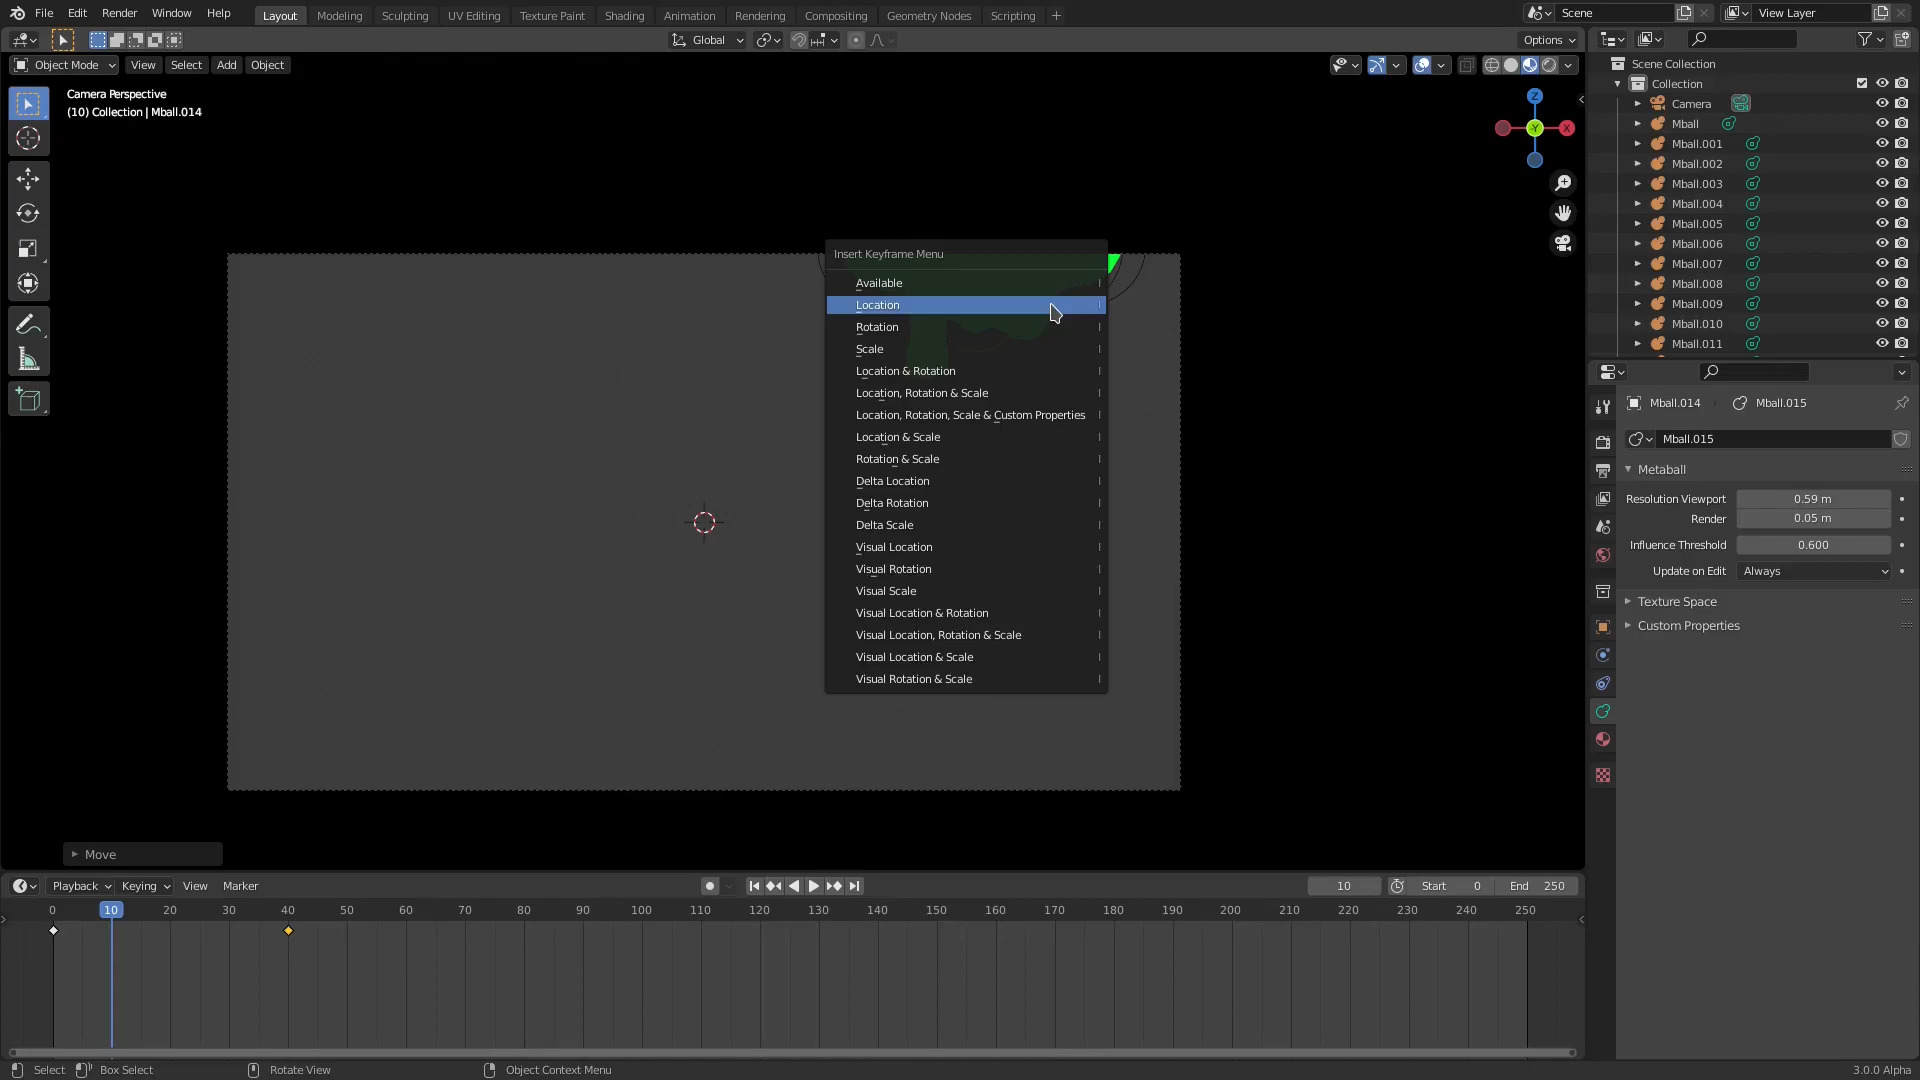 File Edit Render Window Help Layout Modeling Sculpting UV Editing Texture Paint Shading Animation Rendering Compositing Geometry Nodes Scripting + Scene View Layer
Global Options
Object Mode View Select Add Object
Camera Perspective
(10) Collection | Mball.014
Z
Y X
Insert Keyframe Menu
Available I
Location I
Rotation I
Scale I
Location & Rotation I
Location, Rotation & Scale I
Location, Rotation, Scale & Custom Properties I
Location & Scale I
Rotation & Scale I
Delta Location I
Delta Rotation I
Delta Scale I
Visual Location I
Visual Rotation I
Visual Scale I
Visual Location & Rotation I
Visual Location, Rotation & Scale I
Visual Location & Scale I
Visual Rotation & Scale I
Move
Scene Collection
Collection
Camera
Mball
Mball.001
Mball.002
Mball.003
Mball.004
Mball.005
Mball.006
Mball.007
Mball.008
Mball.009
Mball.010
Mball.011
Mball.014 Mball.015
Mball.015
Metaball
Resolution Viewport 0.59 m
Render 0.05 m
Influence Threshold 0.600
Update on Edit Always
Texture Space
Custom Properties
Playback Keying View Marker 10 Start 0 End 250
0 10 20 30 40 50 60 70 80 90 100 110 120 130 140 150 160 170 180 190 200 210 220 230 240 250
Select Box Select Rotate View Object Context Menu 3.0.0 Alpha